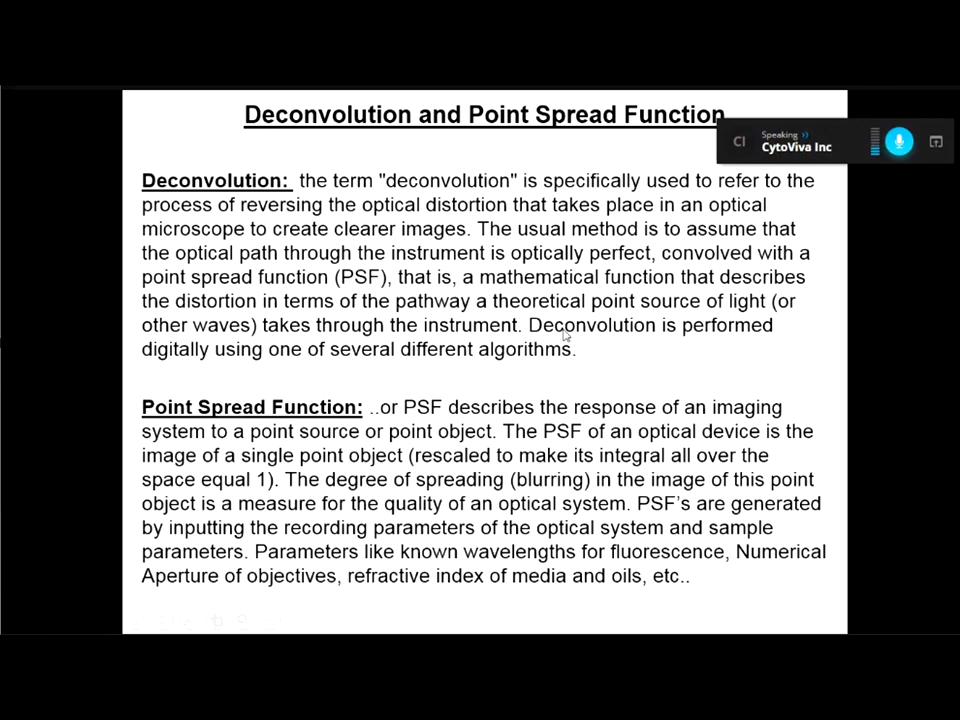 Deconvolution and Point Spread Function
CI
Speaking
CytoViva Inc
Deconvolution: the term "deconvolution" is specifically used to refer to the
process of reversing the optical distortion that takes place in an optical
microscope to create clearer images. The usual method is to assume that
the optical path through the instrument is optically perfect, convolved with a
point spread function (PSF), that is, a mathematical function that describes
the distortion in terms of the pathway a theoretical point source of light (or
other waves) takes through the instrument. Deconvolution is performed
digitally using one of several different algorithms.
Point Spread Function: ..or PSF describes the response of an imaging
system to a point source or point object. The PSF of an optical device is the
image of a single point object (rescaled to make its integral all over the
space equal 1). The degree of spreading (blurring) in the image of this point
object is a measure for the quality of an optical system. PSF's are generated
by inputting the recording parameters of the optical system and sample
parameters. Parameters like known wavelengths for fluorescence, Numerical
Aperture of objectives, refractive index of media and oils, etc..